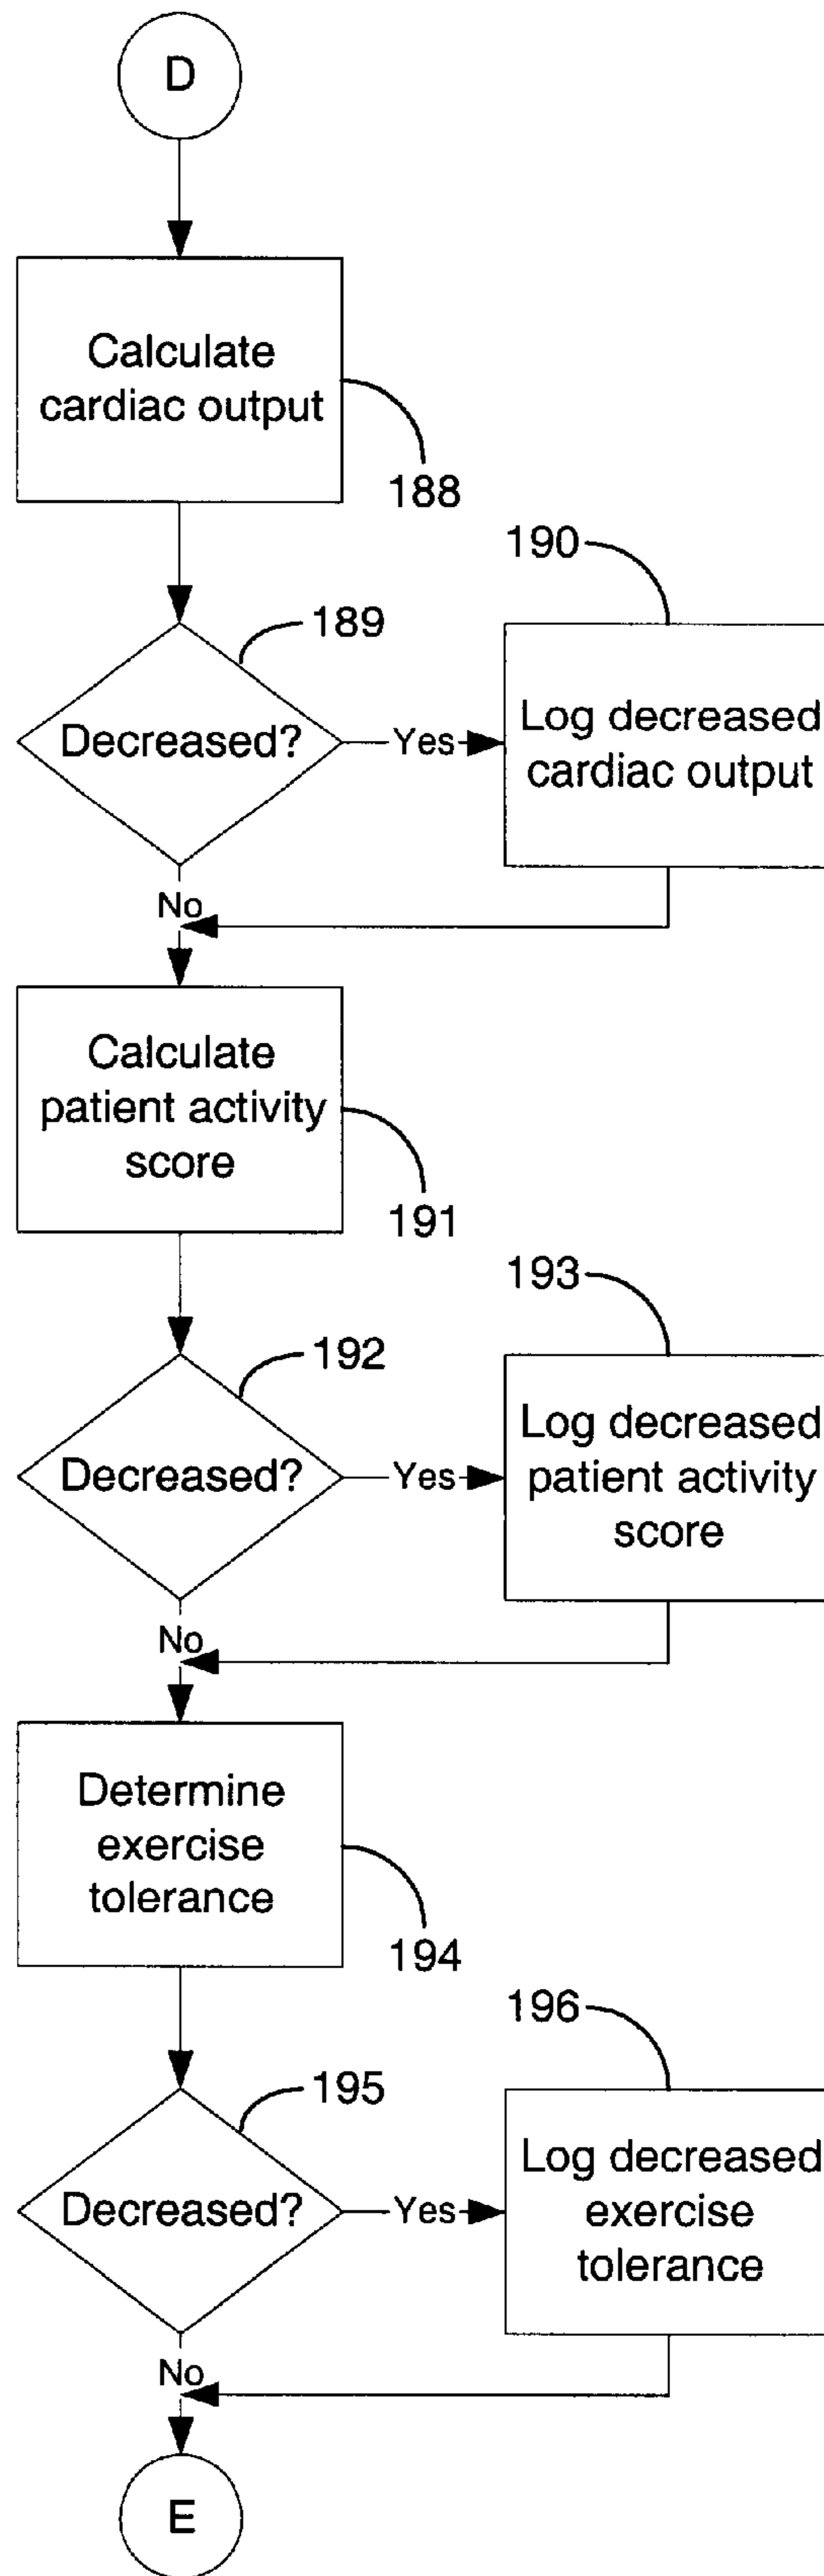 D
Calculate
cardiac output
188
190
189
Decreased?
Yes
Log decreased
cardiac output
No
Calculate
patient activity
score
191
193
192
Decreased?
Yes
Log decreased
patient activity
score
No
Determine
exercise
tolerance
194
196
195
Decreased?
Yes
Log decreased
exercise
tolerance
No
E